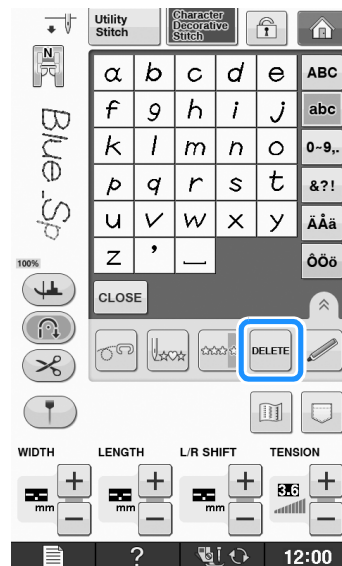 Utility Stitch
Character Decorative Stitch
N
Blue_Sp
a b c d e ABC
f g h i j abc
k l m n o 0~9,.
p q r s t &?!
u v w x y ÄÅä
z ' _ ÔÖö
100%
CLOSE
DELETE
WIDTH LENGTH L/R SHIFT TENSION
--.-- mm + − --.-- mm + − --.-- mm + − 3.6 + −
? 12:00